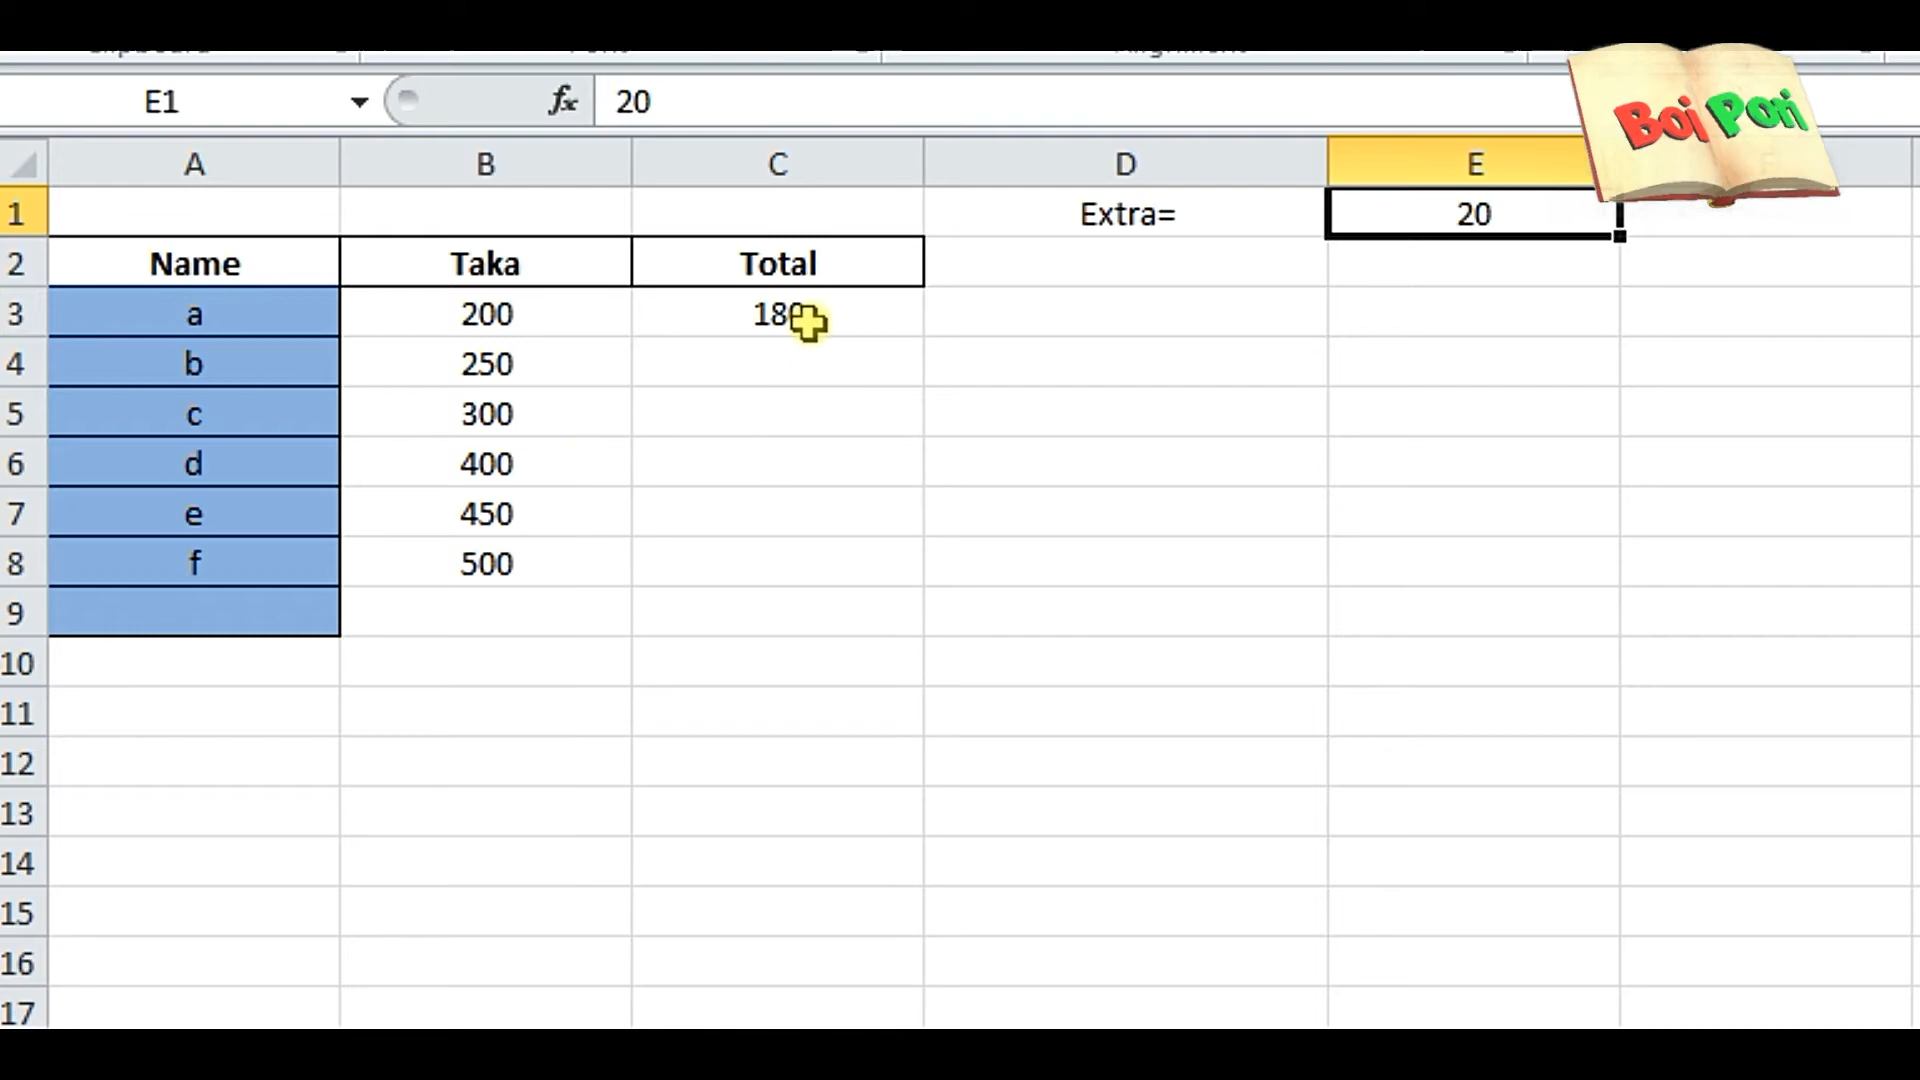 E1 fx 20
A B C D E
1 Extra= 20
2 Name Taka Total
3 a 200
4 b 250
5 c 300
6 d 400
7 e 450
8 f 500
9
10
11
12
13
14
15
16
17
Boi Pori